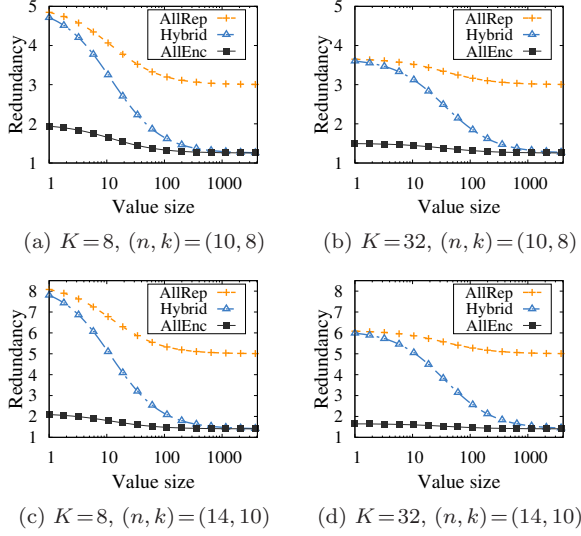 AllRep
Hybrid
AllEnc
Redundancy
5
4
3
2
1
1 10 100 1000
Value size
(a) K=8, (n, k)=(10, 8)
AllRep
Hybrid
AllEnc
Redundancy
5
4
3
2
1
1 10 100 1000
Value size
(b) K=32, (n, k)=(10, 8)
AllRep
Hybrid
AllEnc
Redundancy
8
7
6
5
4
3
2
1
1 10 100 1000
Value size
(c) K=8, (n, k)=(14, 10)
AllRep
Hybrid
AllEnc
Redundancy
8
7
6
5
4
3
2
1
1 10 100 1000
Value size
(d) K=32, (n, k)=(14, 10)